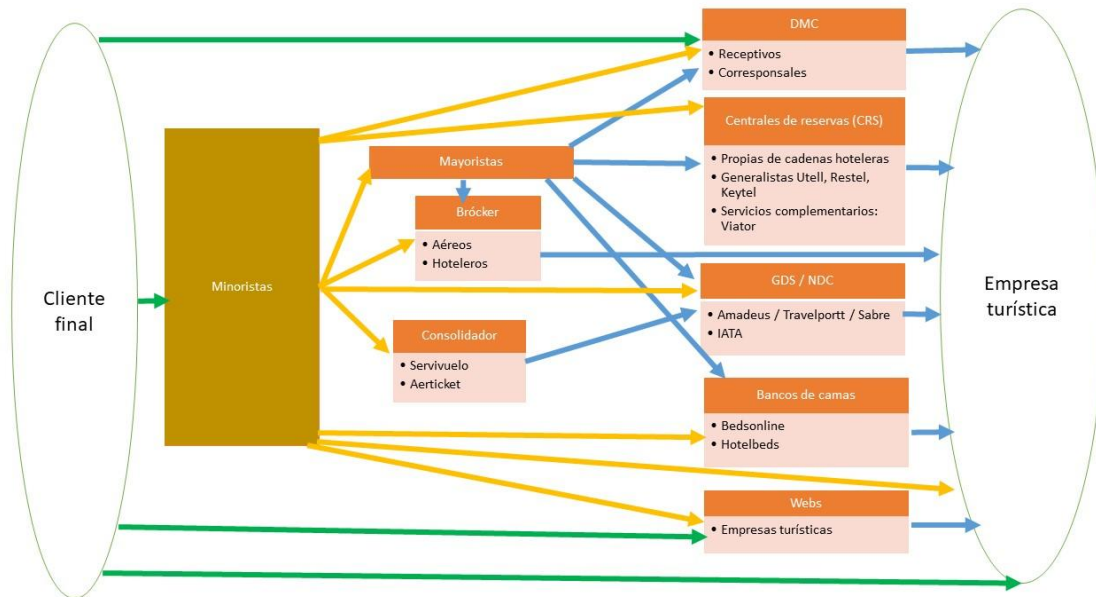 DMC
• Receptivos
• Corresponsales
Centrales de reservas (CRS)
• Propias de cadenas hoteleras
• Generalistas Utell, Restel,
Keytel
• Servicios complementarios:
Viator
Mayoristas
Brócker
• Aéreos
• Hoteleros
Cliente
final
Minoristas
GDS / NDC
• Amadeus / Travelportt / Sabre
• IATA
Empresa
turística
Consolidador
• Servivuelo
• Aerticket
Bancos de camas
• Bedsonline
• Hotelbeds
Webs
• Empresas turísticas